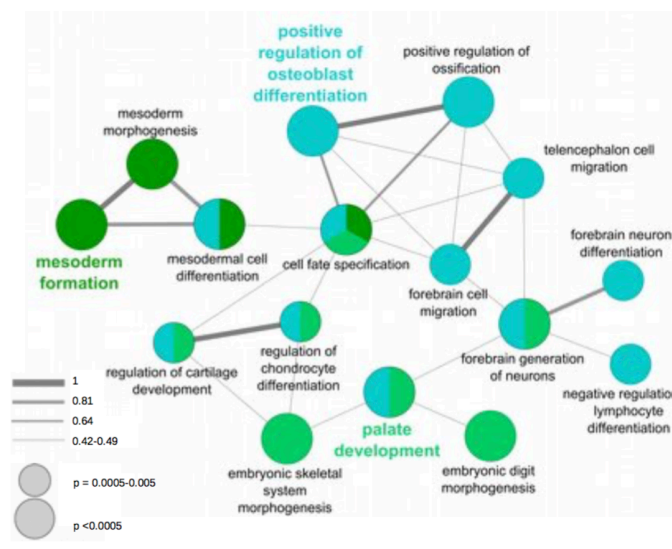 positive
regulation of
osteoblast
differentiation
positive regulation of
ossification
mesoderm
morphogenesis
telencephalon cell
migration
mesoderm
formation
mesodermal cell
differentiation
cell fate specification
forebrain cell
migration
forebrain neuron
differentiation
regulation of cartilage
development
regulation of
chondrocyte
differentiation
forebrain generation
of neurons
negative regulation
lymphocyte
differentiation
palate
development
embryonic skeletal
system
morphogenesis
embryonic digit
morphogenesis
1
0.81
0.64
0.42-0.49
p = 0.0005-0.005
p <0.0005